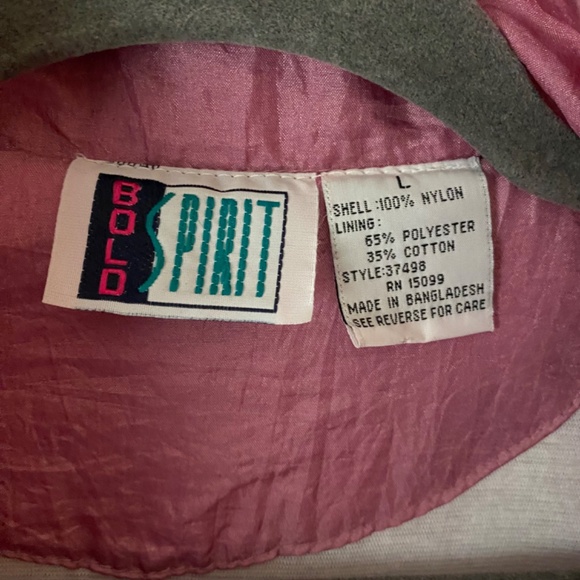 BOLD
SPIRIT
L
SHELL:100% NYLON
LINING:
65% POLYESTER
35% COTTON
STYLE:37498
RN 15099
MADE IN BANGLADESH
SEE REVERSE FOR CARE